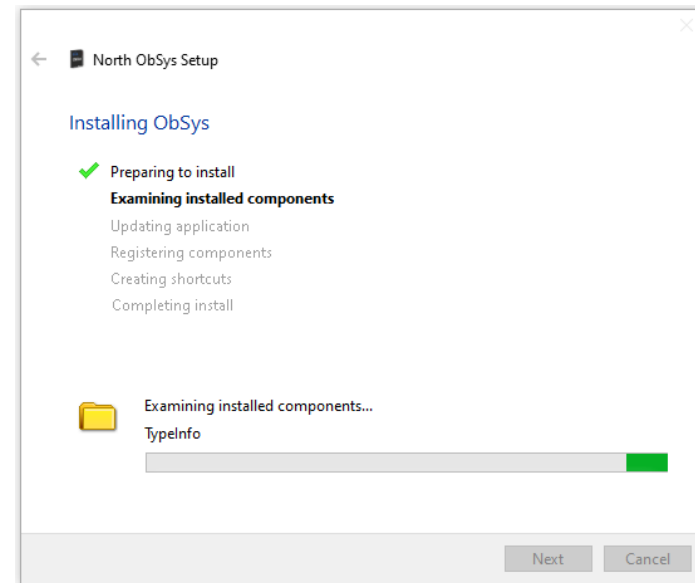 North ObSys Setup
Installing ObSys
Preparing to install
Examining installed components
Updating application
Registering components
Creating shortcuts
Completing install
Examining installed components...
TypeInfo
Next
Cancel